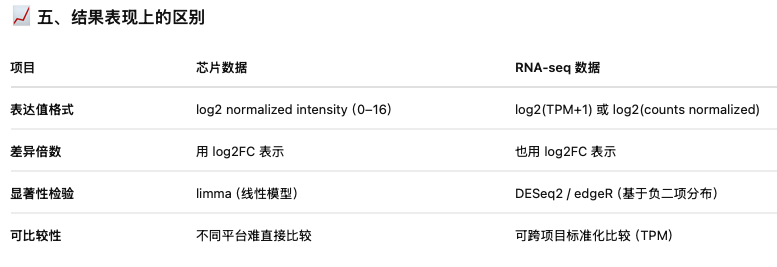 📈 五、结果表现上的区别
项目 芯片数据 RNA-seq 数据
表达值格式 log2 normalized intensity (0–16) log2(TPM+1) 或 log2(counts normalized)
差异倍数 用 log2FC 表示 也用 log2FC 表示
显著性检验 limma (线性模型) DESeq2 / edgeR (基于负二项分布)
可比较性 不同平台难直接比较 可跨项目标准化比较 (TPM)